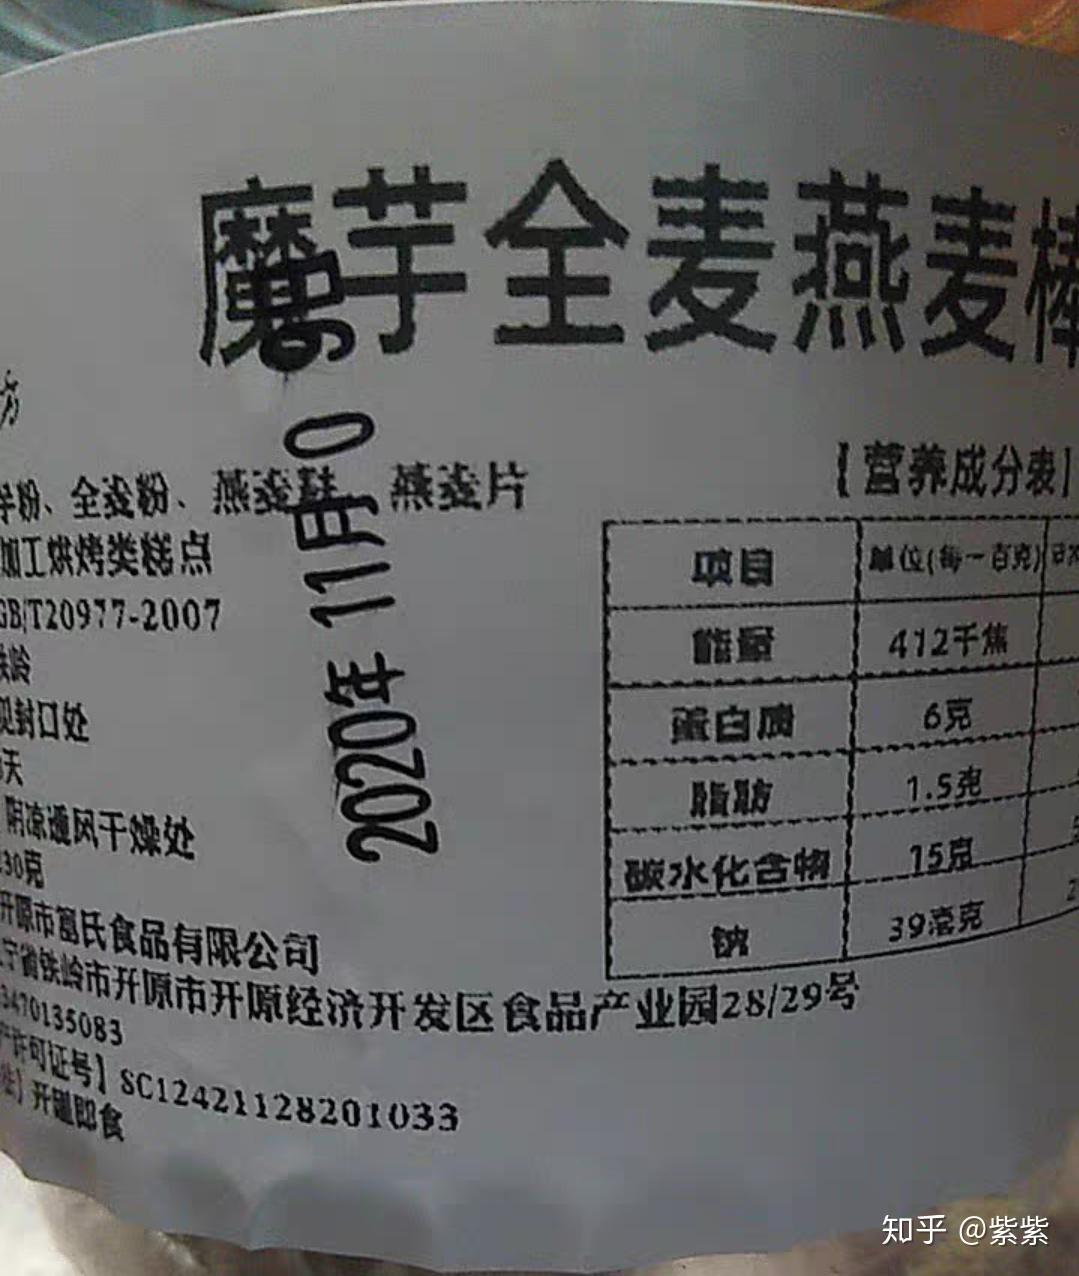 魔芋全麦燕麦棒
2020年 11月 0
粉、全麦粉、燕麦麸、燕麦片
加工烘烤类糕点
GB/T20977-2007
铁岭
见封口处
天
阴凉通风干燥处
30克
开原市富氏食品有限公司
宁省铁岭市开原市开原经济开发区食品产业园28/29号
3470135083
产许可证号】SC12421128201033
开罐即食
【营养成分表】
项目 单位(每一百克)
能量 412千焦
蛋白质 6克
脂肪 1.5克
碳水化合物 15克
钠 39毫克
知乎 @紫紫